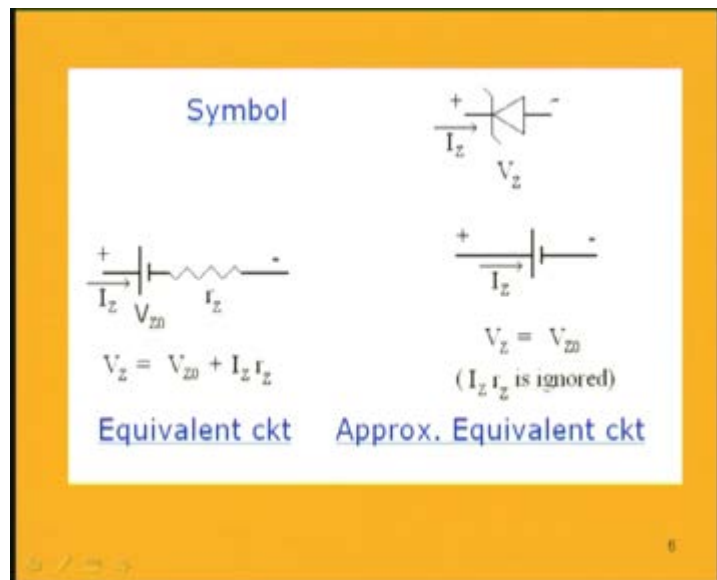 Symbol
+ -
I_z
V_z
+ -
I_z
V_z0 r_z
V_z = V_z0 + I_z r_z
Equivalent ckt
+ -
I_z
V_z = V_z0
( I_z r_z is ignored)
Approx. Equivalent ckt
6